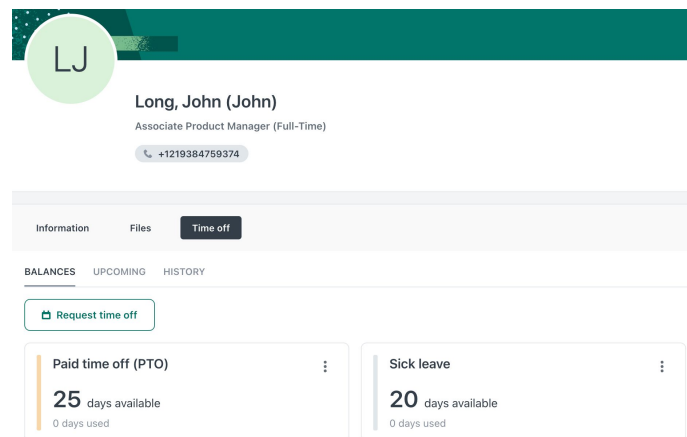 LJ
Long, John (John)
Associate Product Manager (Full-Time)
+1219384759374
Information Files Time off
BALANCES UPCOMING HISTORY
Request time off
Paid time off (PTO)
25 days available
0 days used
Sick leave
20 days available
0 days used